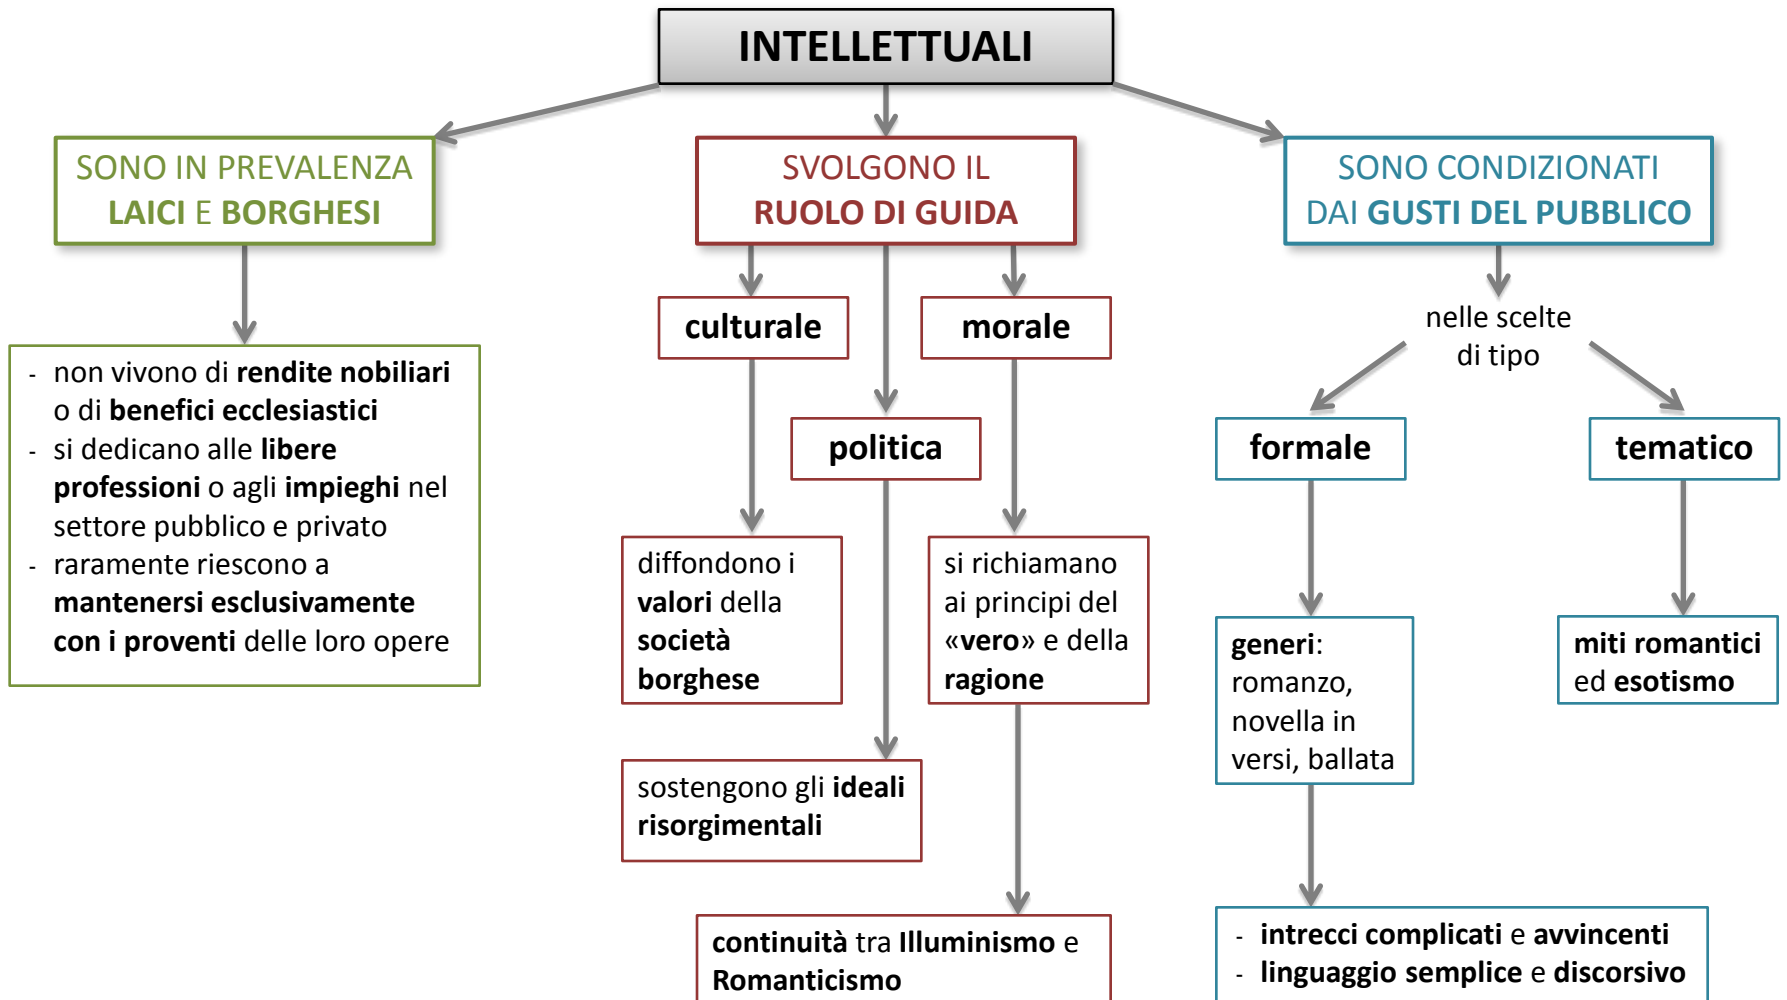 INTELLETTUALI
SONO IN PREVALENZA
LAICI E BORGHESI
- non vivono di rendite nobiliari
o di benefici ecclesiastici
- si dedicano alle libere
professioni o agli impieghi nel
settore pubblico e privato
- raramente riescono a
mantenersi esclusivamente
con i proventi delle loro opere
SVOLGONO IL
RUOLO DI GUIDA
culturale
morale
politica
diffondono i
valori della
società
borghese
si richiamano
ai principi del
«vero» e della
ragione
sostengono gli ideali
risorgimentali
continuità tra Illuminismo e
Romanticismo
SONO CONDIZIONATI
DAI GUSTI DEL PUBBLICO
nelle scelte
di tipo
formale
tematico
generi:
romanzo,
novella in
versi, ballata
miti romantici
ed esotismo
- intrecci complicati e avvincenti
- linguaggio semplice e discorsivo